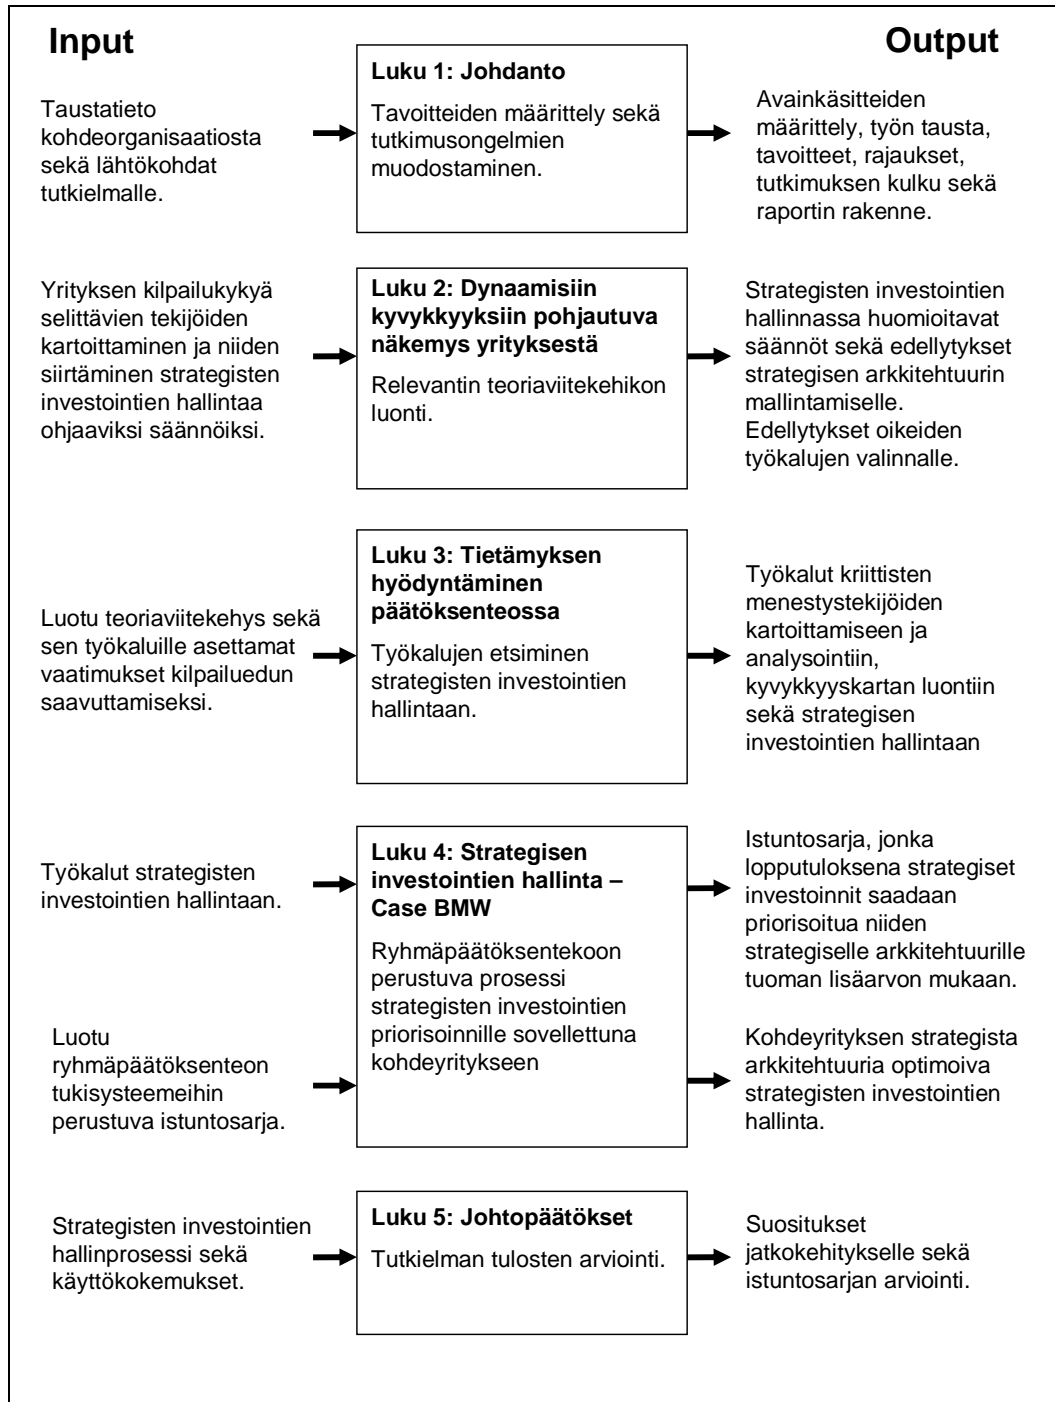 Input
Output
Taustatieto
kohdeorganisaatiosta
sekä lähtökohdat
tutkielmalle.
Luku 1: Johdanto
Tavoitteiden määrittely sekä
tutkimusongelmien
muodostaminen.
Avainkäsitteiden
määrittely, työn tausta,
tavoitteet, rajaukset,
tutkimuksen kulku sekä
raportin rakenne.
Yrityksen kilpailukykyä
selittävien tekijöiden
kartoittaminen ja niiden
siirtäminen strategisten
investointien hallintaa
ohjaaviksi säännöiksi.
Luku 2: Dynaamisiin
kyvykkyyksiin pohjautuva
näkemys yrityksestä
Relevantin teoriaviitekehikon
luonti.
Strategisten investointien
hallinnassa huomioitavat
säännöt sekä edellytykset
strategisen arkkitehtuurin
mallintamiselle.
Edellytykset oikeiden
työkalujen valinnalle.
Luotu teoriaviitekehys sekä
sen työkaluille asettamat
vaatimukset kilpailuedun
saavuttamiseksi.
Luku 3: Tietämyksen
hyödyntäminen
päätöksenteossa
Työkalujen etsiminen
strategisten investointien
hallintaan.
Työkalut kriittisten
menestystekijöiden
kartoittamiseen ja
analysointiin,
kyvykkyyskartan luontiin
sekä strategisen
investointien hallintaan
Työkalut strategisten
investointien hallintaan.
Luotu
ryhmäpäätöksenteon
tukisysteemeihin
perustuva istuntosarja.
Luku 4: Strategisen
investointien hallinta –
Case BMW
Ryhmäpäätöksentekoon
perustuva prosessi
strategisten investointien
priorisoinnille sovellettuna
kohdeyritykseen
Istuntosarja, jonka
lopputuloksena strategiset
investoinnit saadaan
priorisoitua niiden
strategiselle arkkitehtuurille
tuoman lisäarvon mukaan.
Kohdeyrityksen strategista
arkkitehtuuria optimoiva
strategisten investointien
hallinta.
Strategisten investointien
hallinprosessi sekä
käyttökokemukset.
Luku 5: Johtopäätökset
Tutkielman tulosten arviointi.
Suositukset
jatkokehitykselle sekä
istuntosarjan arviointi.